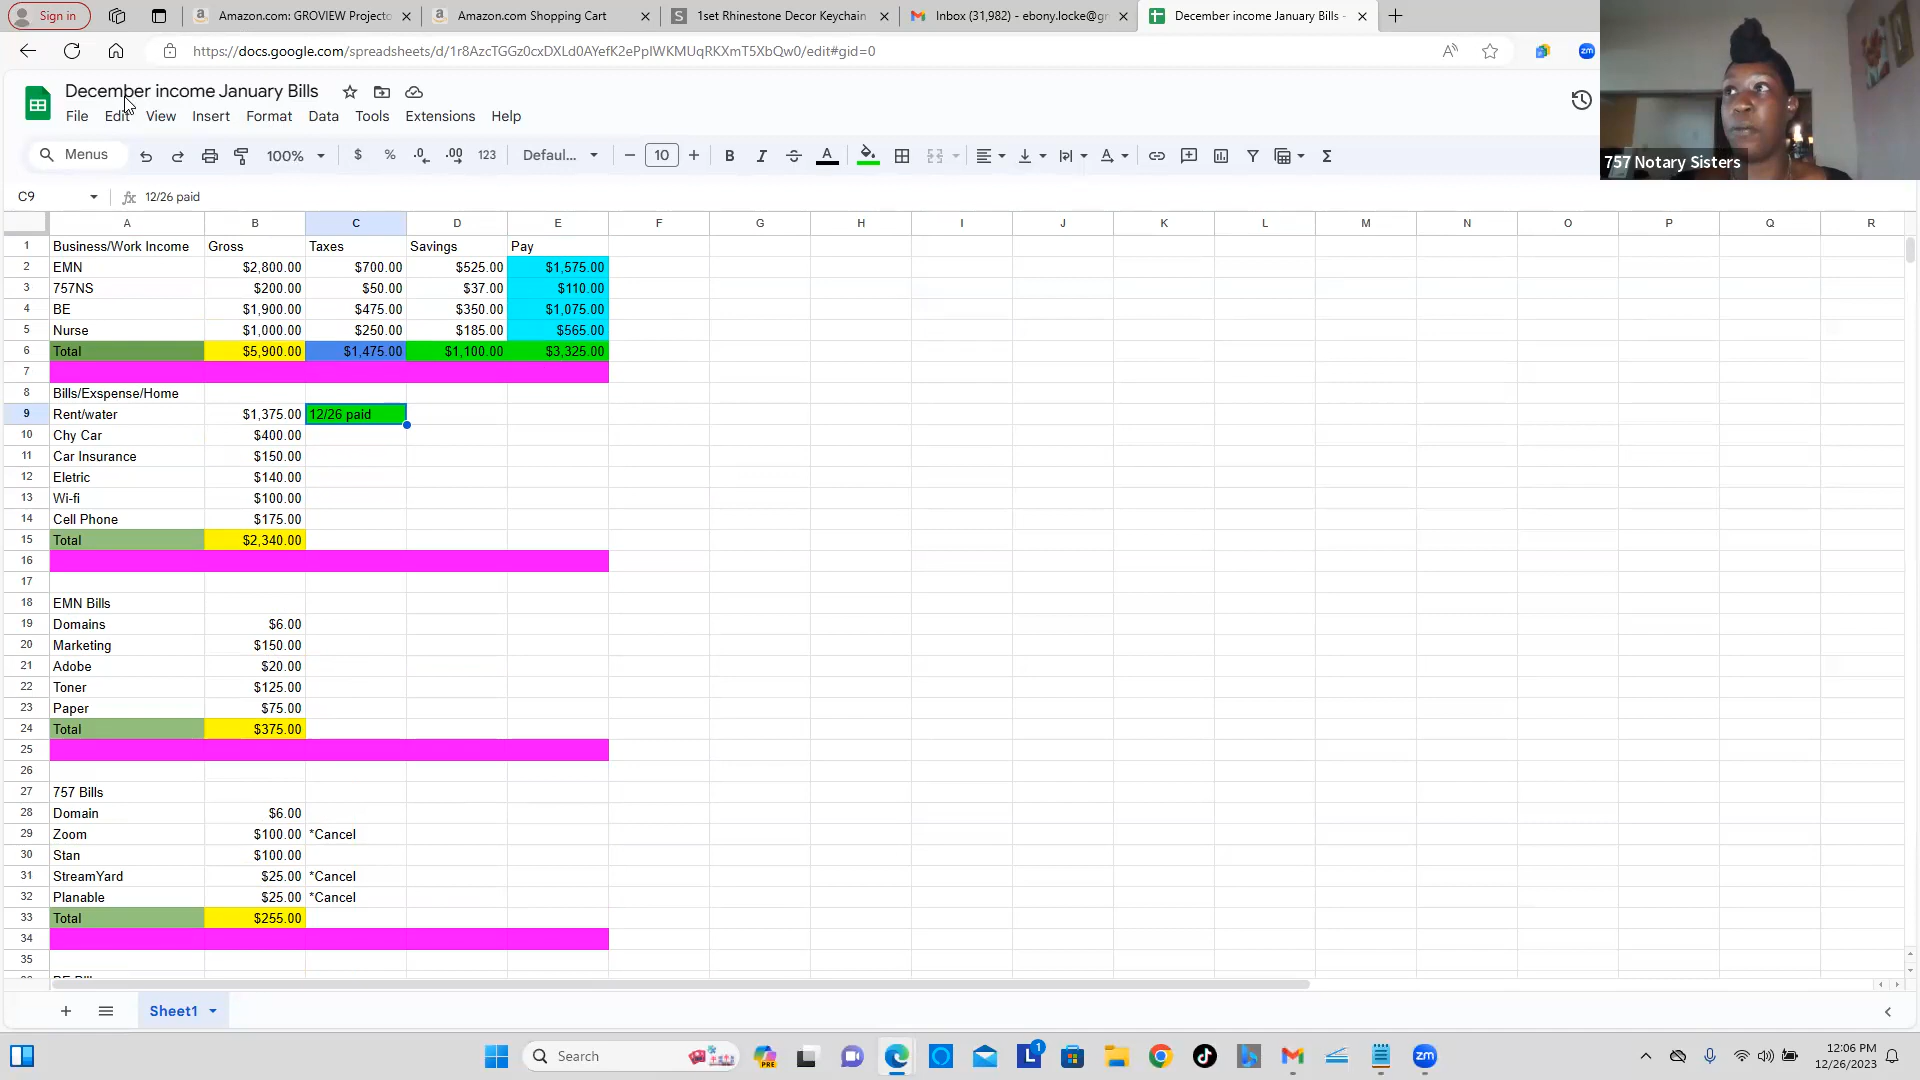 Sign in
Amazon.com: GROVIEW Projecto
Amazon.com Shopping Cart
1set Rhinestone Decor Keychain
Inbox (31,982) - ebony.locke@gr
December income January Bills -
https://docs.google.com/spreadsheets/d/1r8AzcTGGz0cxDXLd0AYefK2ePpIWKMUqRKXmT5XbQw0/edit#gid=0
December income January Bills
File Edit View Insert Format Data Tools Extensions Help
Menus 100% $ % .0 .00 123 Defaul... 10 B I A Σ
757 Notary Sisters
C9 12/26 paid
A B C D E F G H I J K L M N O P Q R
1 Business/Work Income Gross Taxes Savings Pay
2 EMN $2,800.00 $700.00 $525.00 $1,575.00
3 757NS $200.00 $50.00 $37.00 $110.00
4 BE $1,900.00 $475.00 $350.00 $1,075.00
5 Nurse $1,000.00 $250.00 $185.00 $565.00
6 Total $5,900.00 $1,475.00 $1,100.00 $3,325.00
7
8 Bills/Exspense/Home
9 Rent/water $1,375.00 12/26 paid
10 Chy Car $400.00
11 Car Insurance $150.00
12 Eletric $140.00
13 Wi-fi $100.00
14 Cell Phone $175.00
15 Total $2,340.00
16
17
18 EMN Bills
19 Domains $6.00
20 Marketing $150.00
21 Adobe $20.00
22 Toner $125.00
23 Paper $75.00
24 Total $375.00
25
26
27 757 Bills
28 Domain $6.00
29 Zoom $100.00 *Cancel
30 Stan $100.00
31 StreamYard $25.00 *Cancel
32 Planable $25.00 *Cancel
33 Total $255.00
34
35
Sheet1
Search
PRE
L 1
zm
12:06 PM
12/26/2023